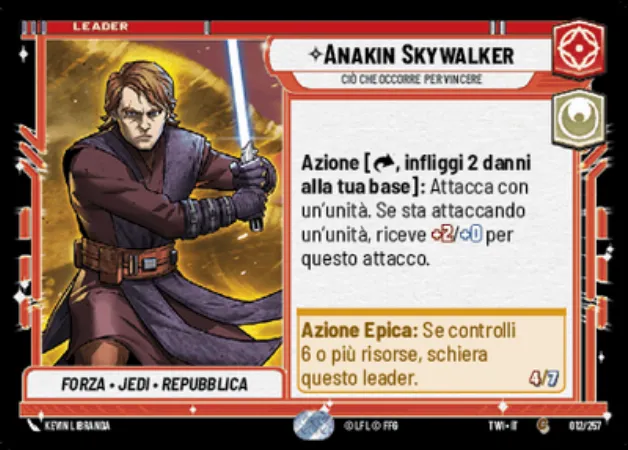 LEADER
ANAKIN SKYWALKER
CIÒ CHE OCCORRE PER VINCERE
Azione [, infliggi 2 danni
alla tua base]: Attacca con
un'unità. Se sta attaccando
un'unità, riceve +2/+0 per
questo attacco.
Azione Epica: Se controlli
6 o più risorse, schiera
questo leader.
4/7
FORZA • JEDI • REPUBBLICA
KEVIN LIBRANDA
© LFL © FFG
TWI • IT
012/257